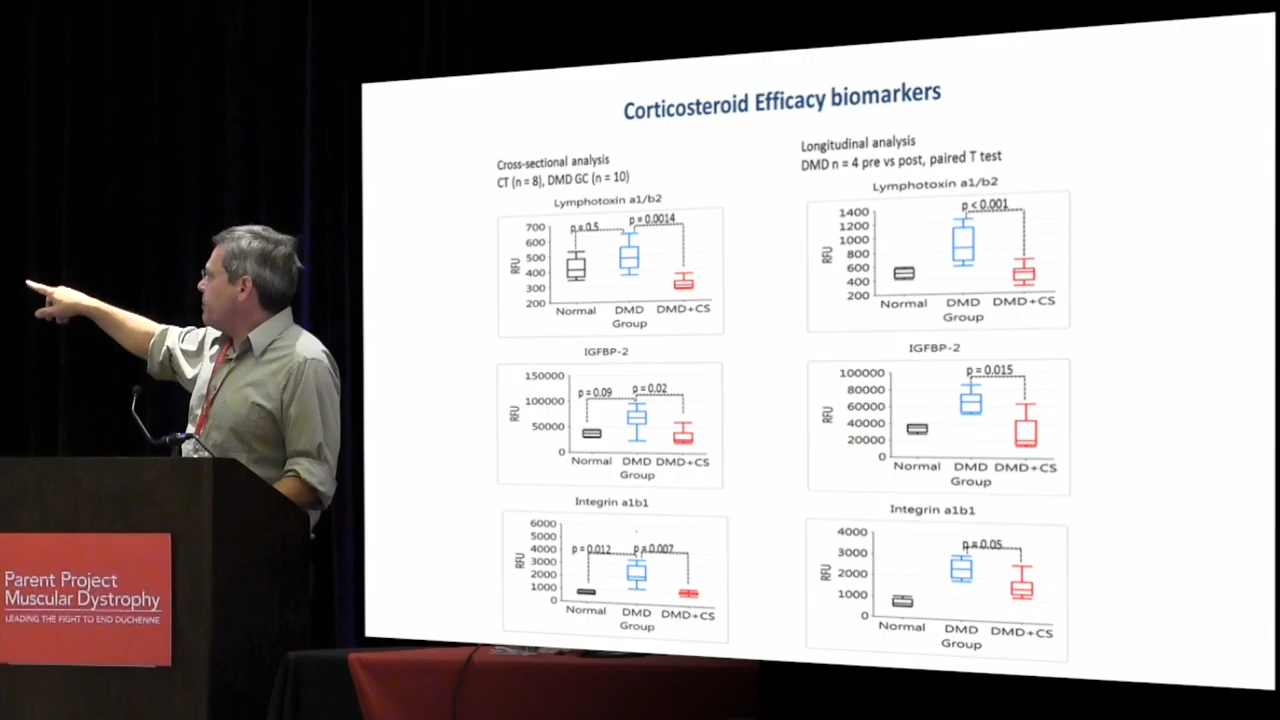 Corticosteroid Efficacy biomarkers
Cross-sectional analysis
CT (n = 8), DMD GC (n = 10)
Lymphotoxin a1/b2
p = 0.5
p = 0.0014
700
600
500
400
300
200
RFU
Normal DMD DMD+CS
Group
IGFBP-2
p = 0.09
p = 0.02
150000
100000
50000
0
RFU
Normal DMD DMD+CS
Group
Integrin a1b1
p = 0.012
p = 0.007
6000
5000
4000
3000
2000
1000
0
RFU
Normal DMD DMD+CS
Group
Longitudinal analysis
DMD n = 4 pre vs post, paired T test
Lymphotoxin a1/b2
p < 0.001
1400
1200
1000
800
600
400
200
RFU
Normal DMD DMD+CS
Group
IGFBP-2
p = 0.015
100000
80000
60000
40000
20000
0
RFU
Normal DMD DMD+CS
Group
Integrin a1b1
p = 0.05
4000
3000
2000
1000
0
RFU
Normal DMD DMD+CS
Group
Parent Project
Muscular Dystrophy
LEADING THE FIGHT TO END DUCHENNE